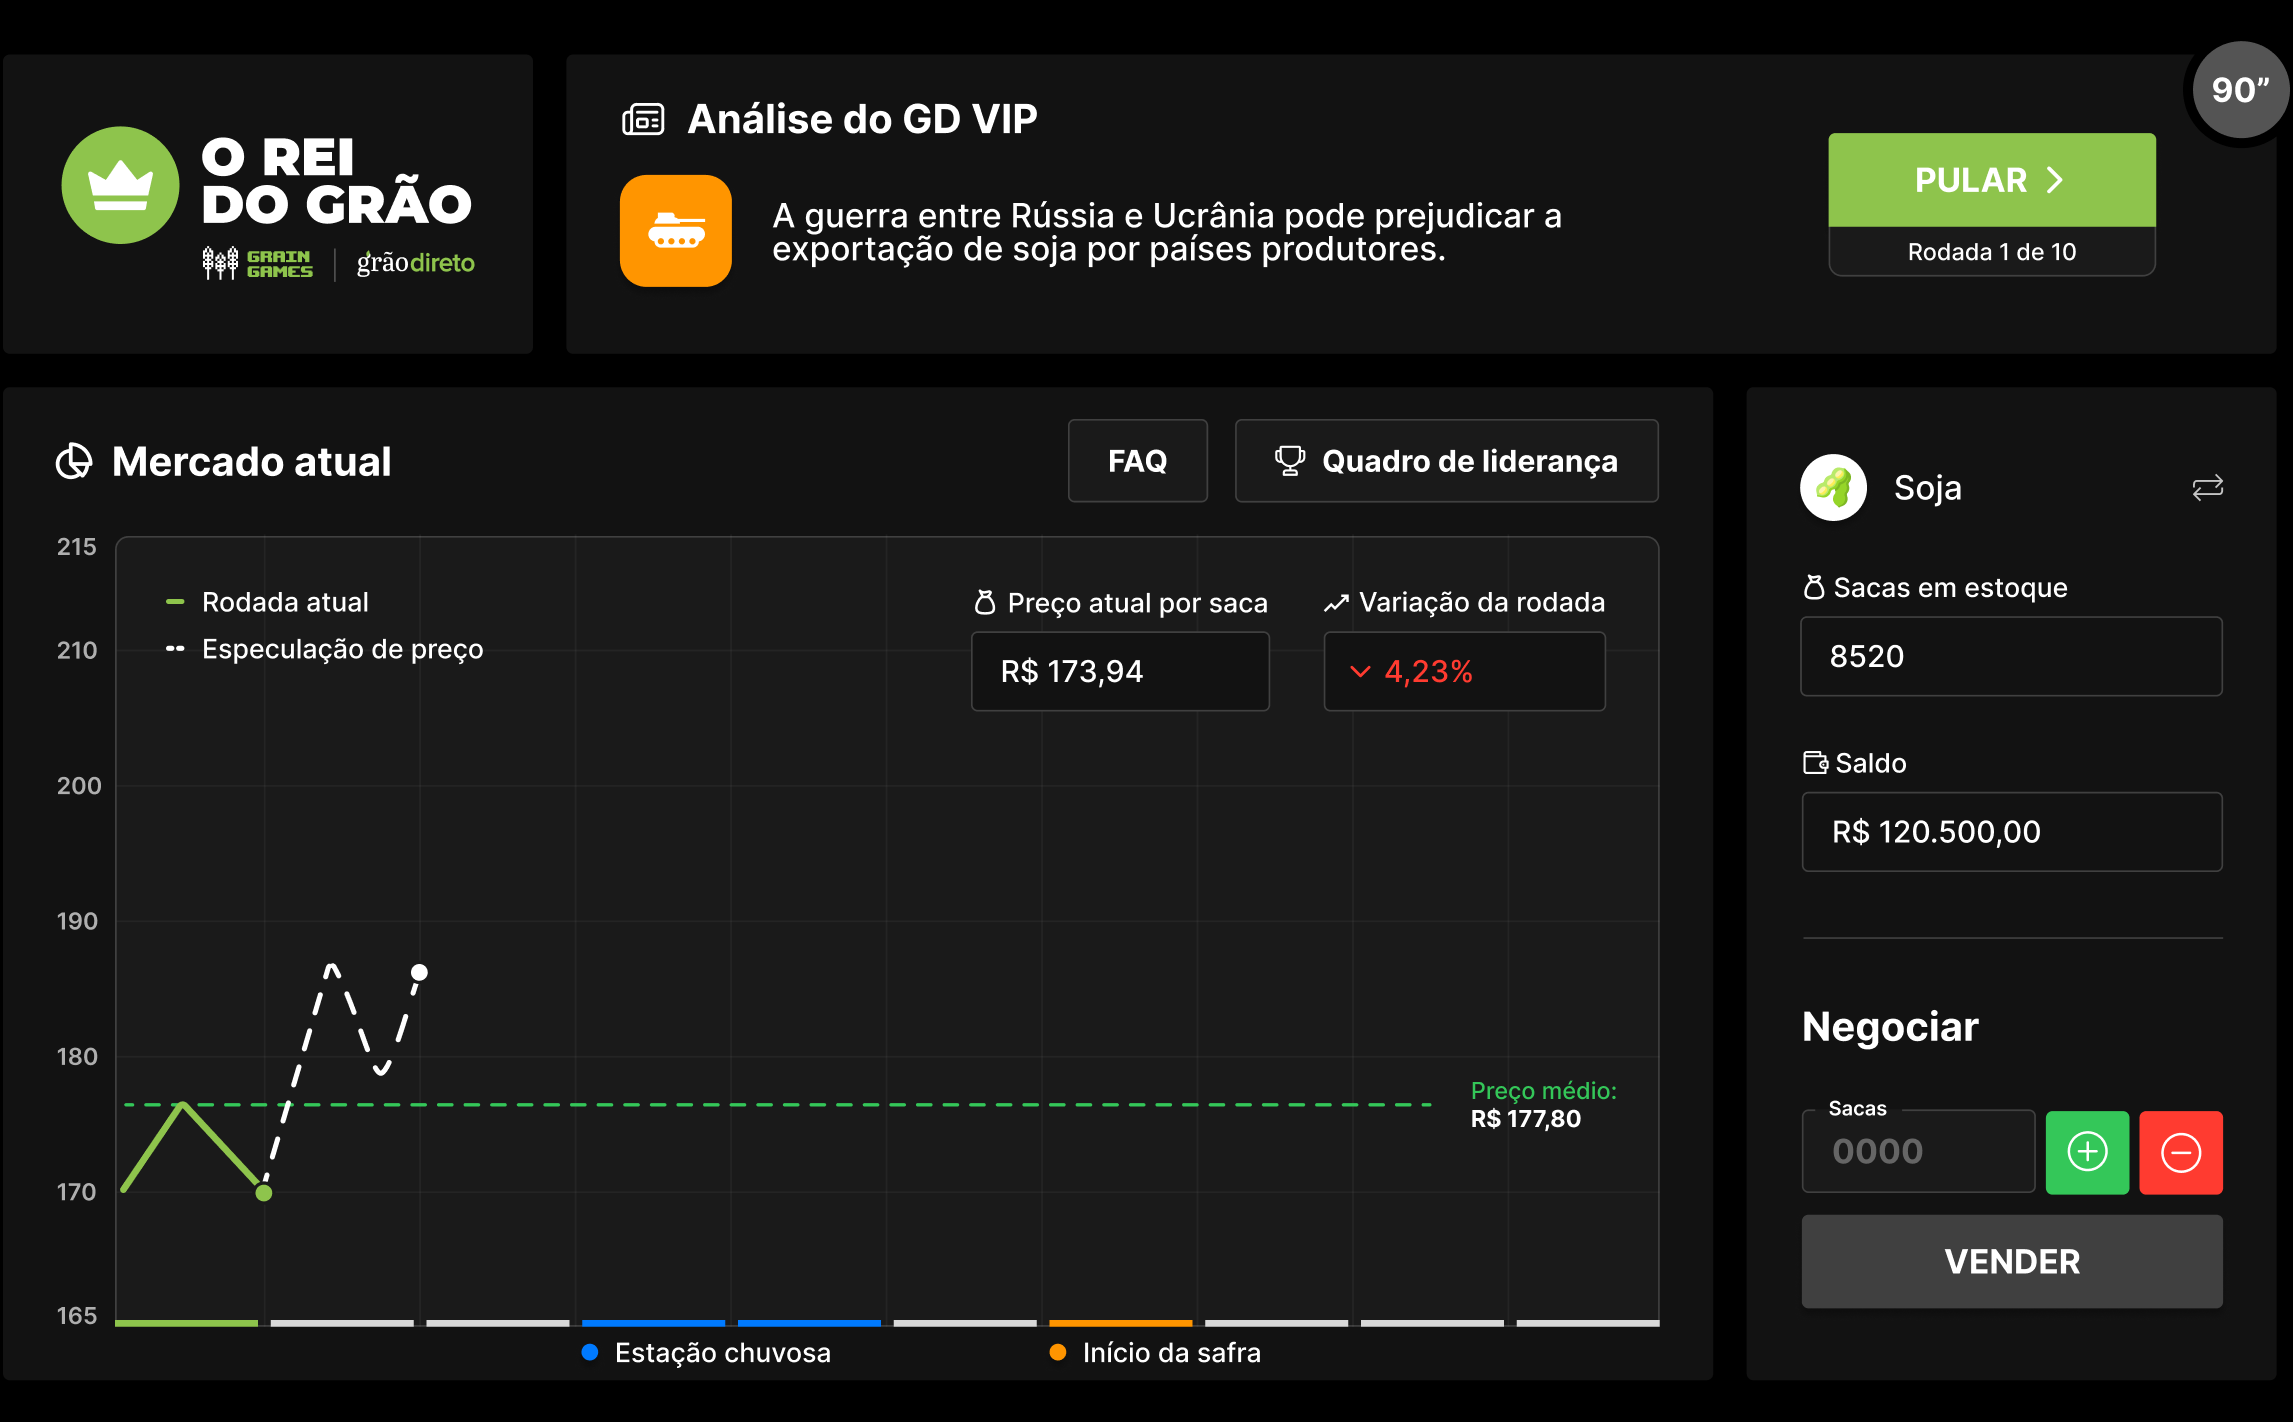 O REI
DO GRÃO
GRAIN
GAMES
grãodireto
Análise do GD VIP
A guerra entre Rússia e Ucrânia pode prejudicar a
exportação de soja por países produtores.
90”
PULAR
Rodada 1 de 10
Mercado atual
FAQ
Quadro de liderança
215
210
200
190
180
170
165
Rodada atual
Especulação de preço
Preço atual por saca
R$ 173,94
Variação da rodada
4,23%
Preço médio:
R$ 177,80
Estação chuvosa
Início da safra
Soja
Sacas em estoque
8520
Saldo
R$ 120.500,00
Negociar
Sacas
0000
VENDER